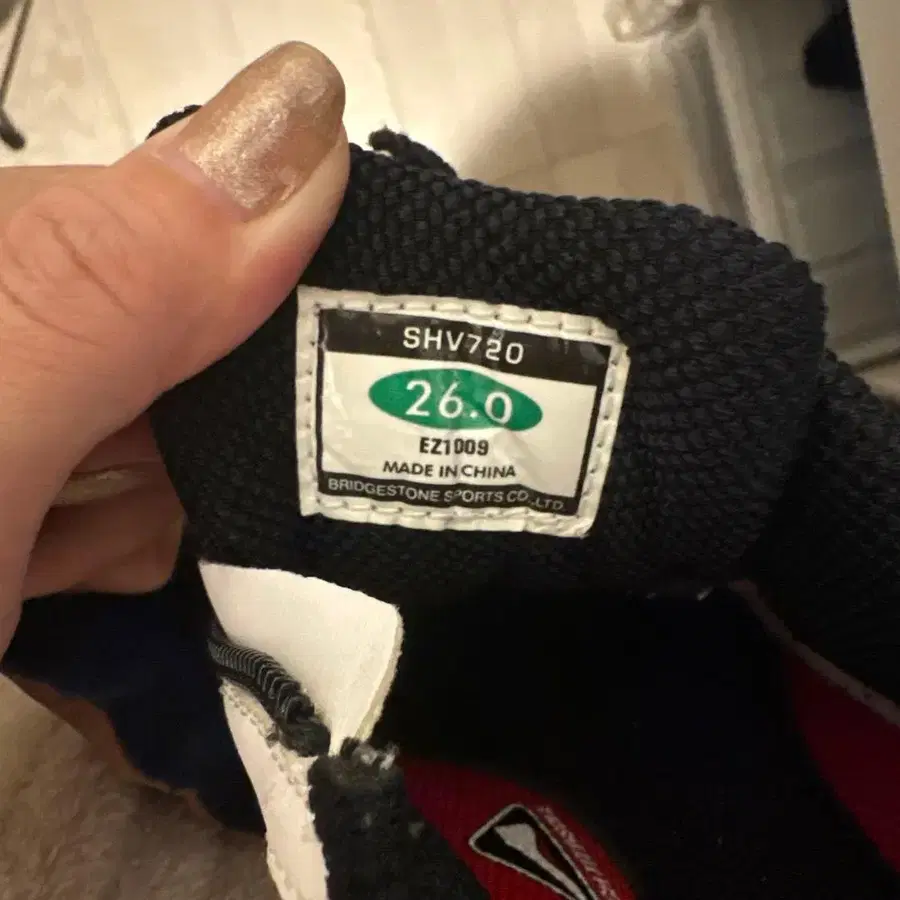 SHV720
26.0
EZ1009
MADE IN CHINA
BRIDGESTONE SPORTS CO.,LTD.